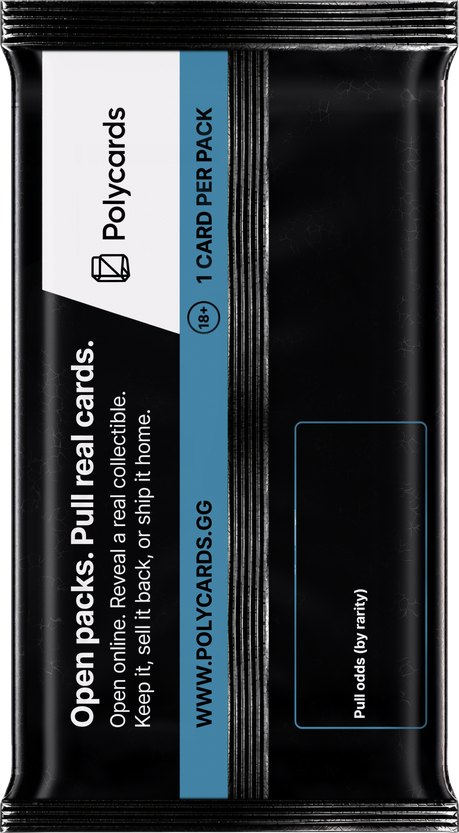 Polycards
Open packs. Pull real cards.
Open online. Reveal a real collectible.
Keep it, sell it back, or ship it home.
WWW.POLYCARDS.GG
18+
1 CARD PER PACK
Pull odds (by rarity)